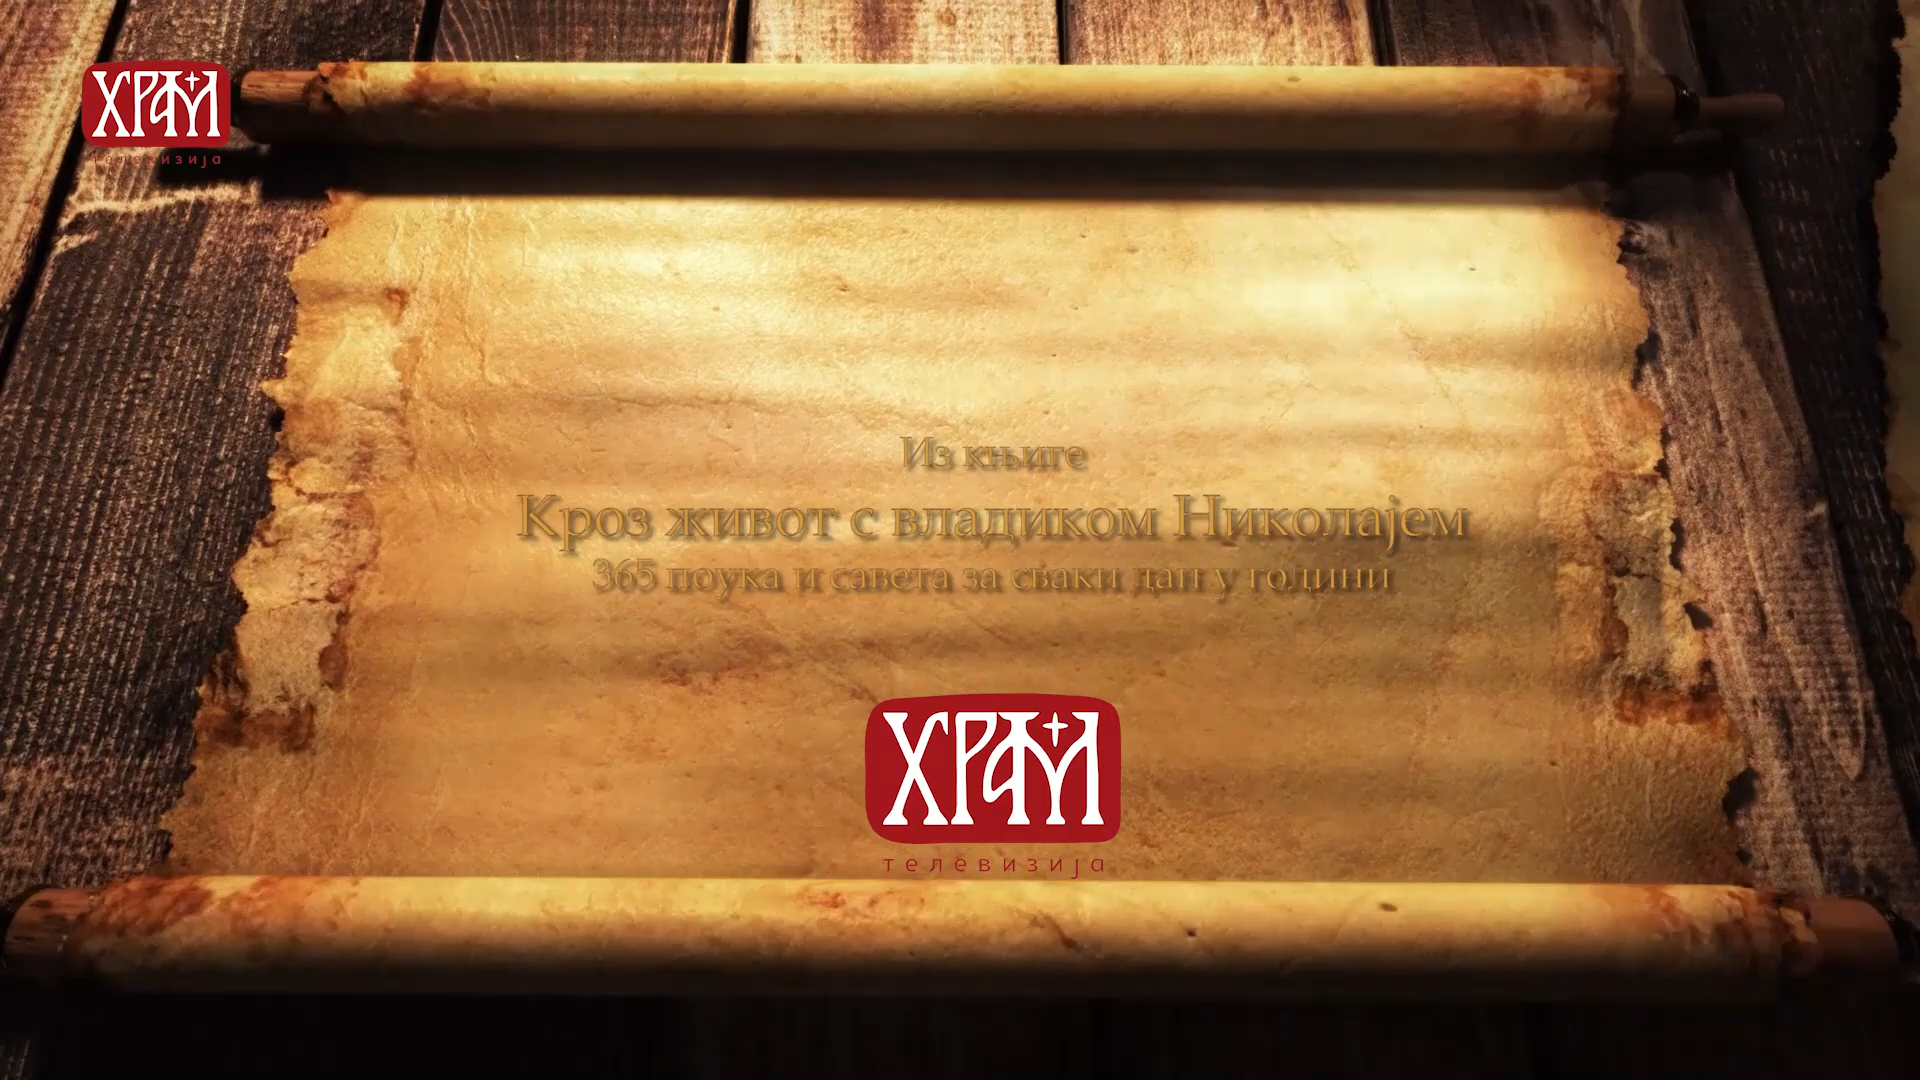 ХРАМ
телевизија
Из књиге
Кроз живот с владиком Николајем
365 поука и савета за сваки дан у години
ХРАМ
телевизија